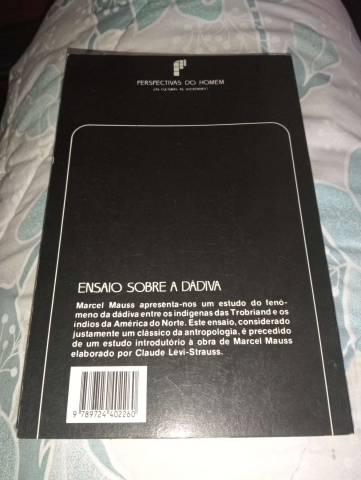 PERSPECTIVAS DO HOMEM
(AS CULTURAS, AS SOCIEDADES)
ENSAIO SOBRE A DÁDIVA
Marcel Mauss apresenta-nos um estudo do fenó-
meno da dádiva entre os indígenas das Trobriand e os
índios da América do Norte. Este ensaio, considerado
justamente um clássico da antropologia, é precedido
de um estudo introdutório à obra de Marcel Mauss
elaborado por Claude Lévi-Strauss.
9 789724 402260